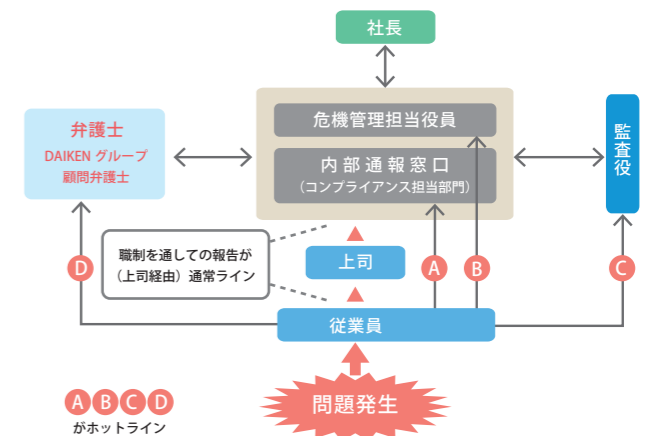 社長
危機管理担当役員
内部通報窓口
（コンプライアンス担当部門）
弁護士
DAIKEN グループ
顧問弁護士
監査役
職制を通しての報告が
（上司経由）通常ライン
上司
A
B
C
D
従業員
問題発生
A B C D
がホットライン